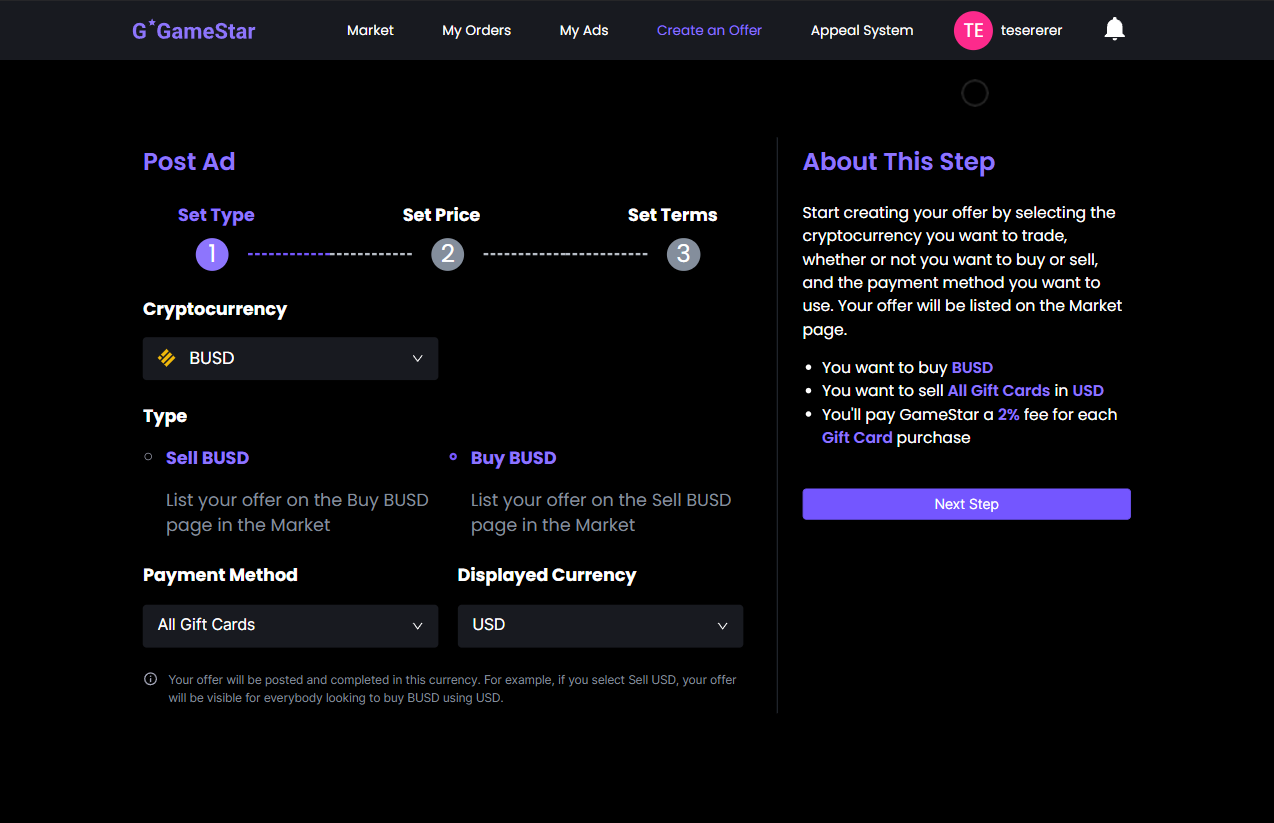 G*GameStar
Market
My Orders
My Ads
Create an Offer
Appeal System
TE
tesererer
Post Ad
Set Type
Set Price
Set Terms
1
2
3
Cryptocurrency
BUSD
Type
Sell BUSD
List your offer on the Buy BUSD
page in the Market
Buy BUSD
List your offer on the Sell BUSD
page in the Market
Payment Method
All Gift Cards
Displayed Currency
USD
Your offer will be posted and completed in this currency. For example, if you select Sell USD, your offer
will be visible for everybody looking to buy BUSD using USD.
About This Step
Start creating your offer by selecting the
cryptocurrency you want to trade,
whether or not you want to buy or sell,
and the payment method you want to
use. Your offer will be listed on the Market
page.
You want to buy BUSD
You want to sell All Gift Cards in USD
You'll pay GameStar a 2% fee for each
Gift Card purchase
Next Step